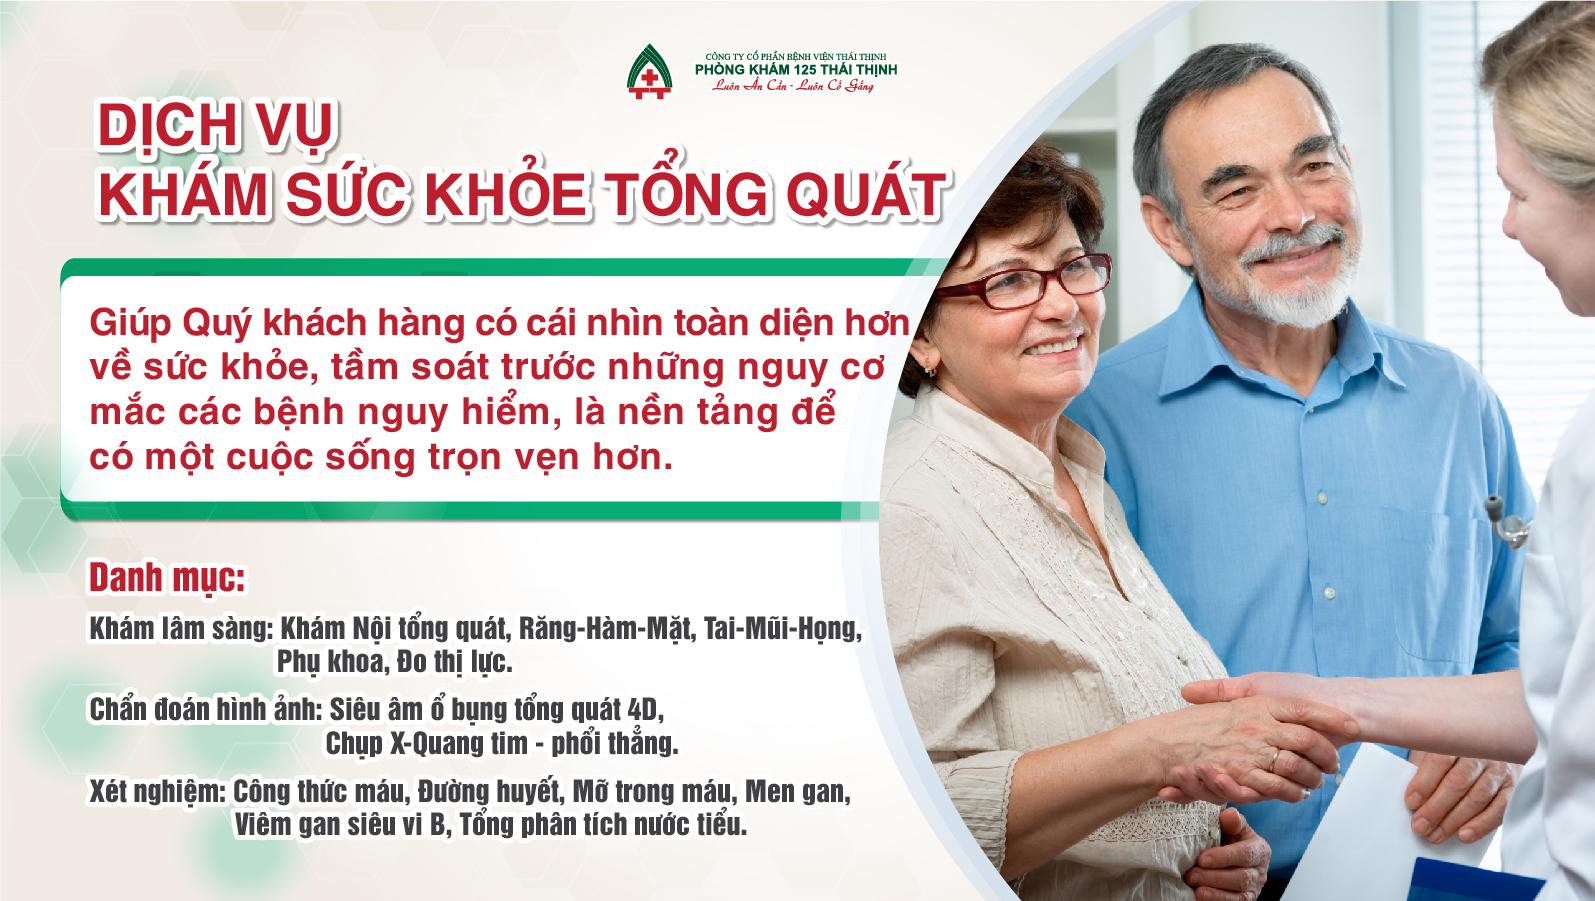 CÔNG TY CỔ PHẦN BỆNH VIỆN THÁI THỊNH
PHÒNG KHÁM 125 THÁI THỊNH
Luôn Ân Cần - Luôn Cố Gắng
DỊCH VỤ
KHÁM SỨC KHỎE TỔNG QUÁT
Giúp Quý khách hàng có cái nhìn toàn diện hơn
về sức khỏe, tầm soát trước những nguy cơ
mắc các bệnh nguy hiểm, là nền tảng để
có một cuộc sống trọn vẹn hơn.
Danh mục:
Khám lâm sàng: Khám Nội tổng quát, Răng-Hàm-Mặt, Tai-Mũi-Họng,
Phụ khoa, Đo thị lực.
Chẩn đoán hình ảnh: Siêu âm ổ bụng tổng quát 4D,
Chụp X-Quang tim - phổi thẳng.
Xét nghiệm: Công thức máu, Đường huyết, Mỡ trong máu, Men gan,
Viêm gan siêu vi B, Tổng phân tích nước tiểu.